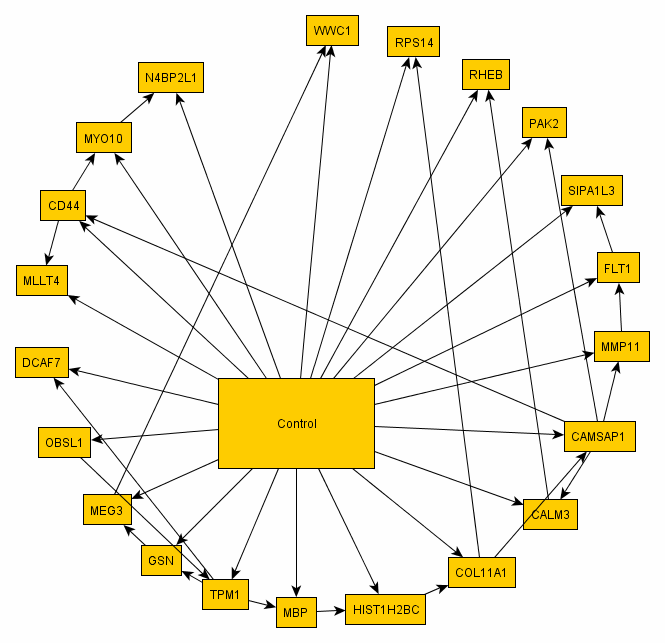 WWC1
RPS14
RHEB
N4BP2L1
PAK2
MYO10
SIPA1L3
CD44
FLT1
MLLT4
MMP11
DCAF7
Control
CAMSAP1
OBSL1
MEG3
CALM3
GSN
COL11A1
TPM1
MBP
HIST1H2BC